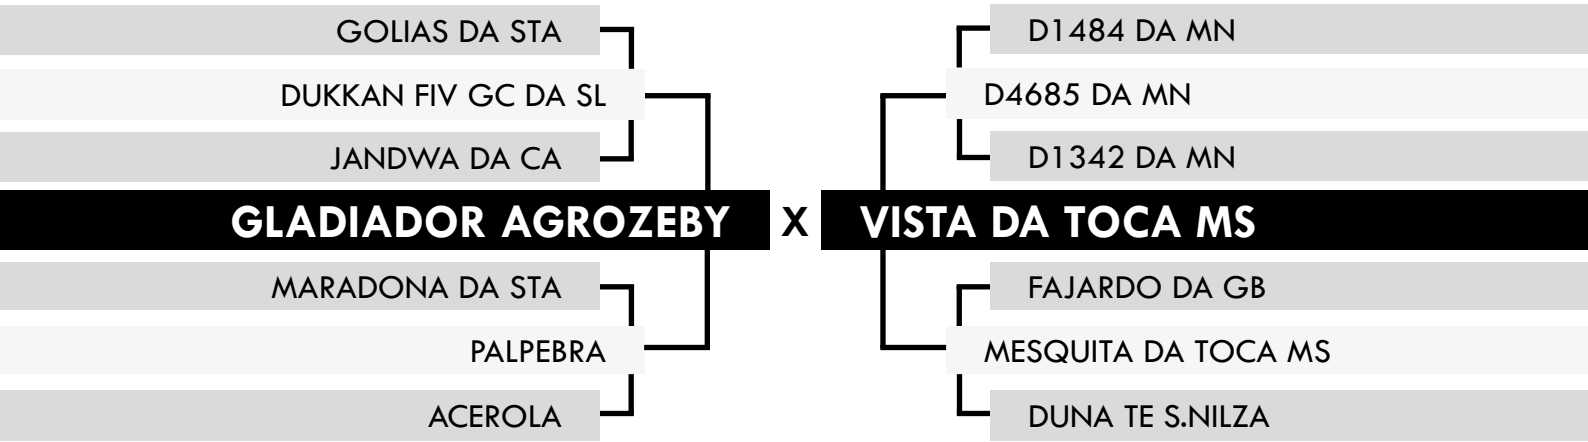 GOLIAS DA STA
DUKKAN FIV GC DA SL
JANDWA DA CA
GLADIADOR AGROZEBY X VISTA DA TOCA MS
MARADONA DA STA
PALPEBRA
ACEROLA
D1484 DA MN
D4685 DA MN
D1342 DA MN
FAJARDO DA GB
MESQUITA DA TOCA MS
DUNA TE S.NILZA